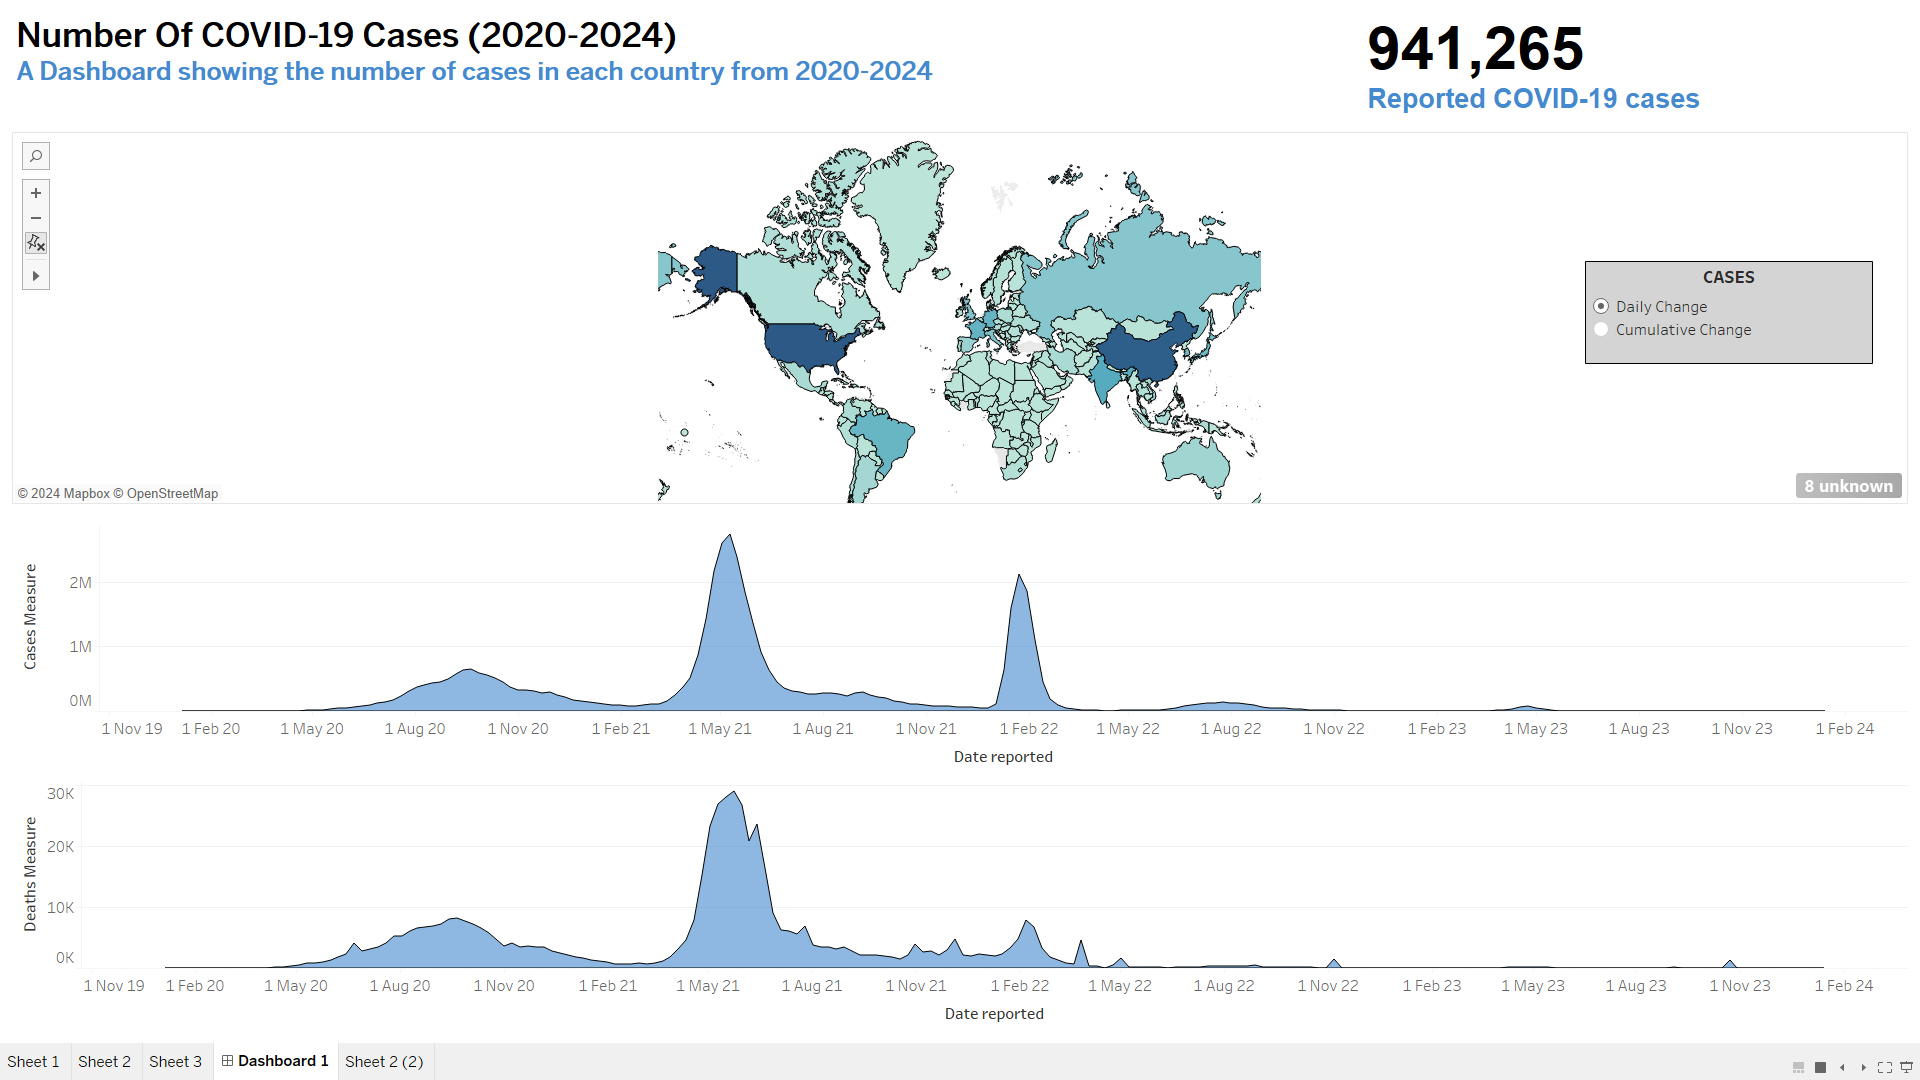 Number Of COVID-19 Cases (2020-2024)
A Dashboard showing the number of cases in each country from 2020-2024
941,265
Reported COVID-19 cases
CASES
Daily Change
Cumulative Change
© 2024 Mapbox © OpenStreetMap
8 unknown
Cases Measure
2M
1M
0M
1 Nov 19 1 Feb 20 1 May 20 1 Aug 20 1 Nov 20 1 Feb 21 1 May 21 1 Aug 21 1 Nov 21 1 Feb 22 1 May 22 1 Aug 22 1 Nov 22 1 Feb 23 1 May 23 1 Aug 23 1 Nov 23 1 Feb 24
Date reported
Deaths Measure
30K
20K
10K
0K
1 Nov 19 1 Feb 20 1 May 20 1 Aug 20 1 Nov 20 1 Feb 21 1 May 21 1 Aug 21 1 Nov 21 1 Feb 22 1 May 22 1 Aug 22 1 Nov 22 1 Feb 23 1 May 23 1 Aug 23 1 Nov 23 1 Feb 24
Date reported
Sheet 1 Sheet 2 Sheet 3 Dashboard 1 Sheet 2 (2)